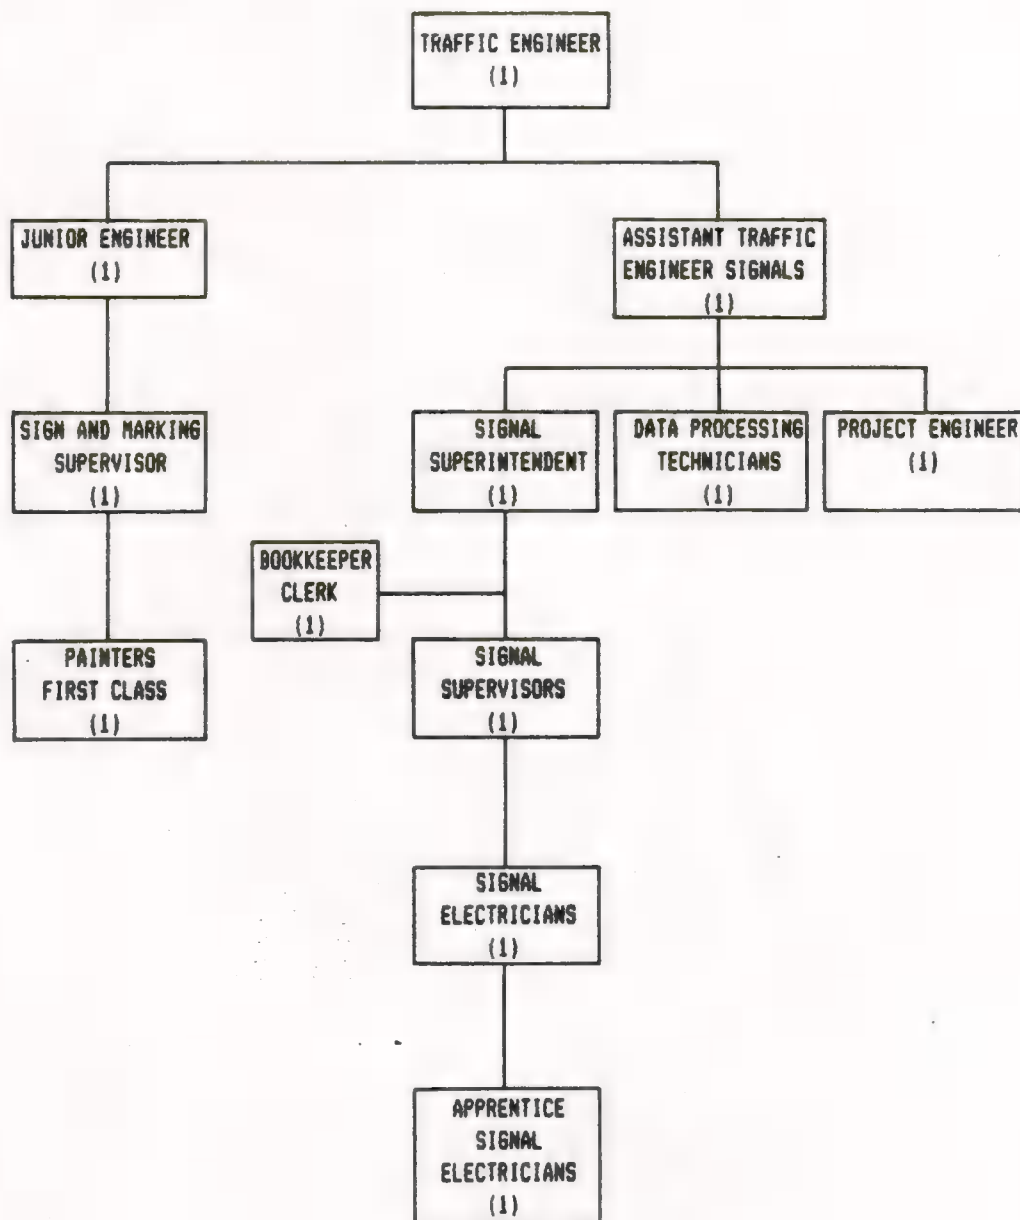 TRAFFIC ENGINEER
(1)
JUNIOR ENGINEER
(1)
ASSISTANT TRAFFIC
ENGINEER SIGNALS
(1)
SIGN AND MARKING
SUPERVISOR
(1)
SIGNAL
SUPERINTENDENT
(1)
DATA PROCESSING
TECHNICIANS
(1)
PROJECT ENGINEER
(1)
BOOKKEEPER
CLERK
(1)
PAINTERS
FIRST CLASS
(1)
SIGNAL
SUPERVISORS
(1)
SIGNAL
ELECTRICIANS
(1)
APPRENTICE
SIGNAL
ELECTRICIANS
(1)